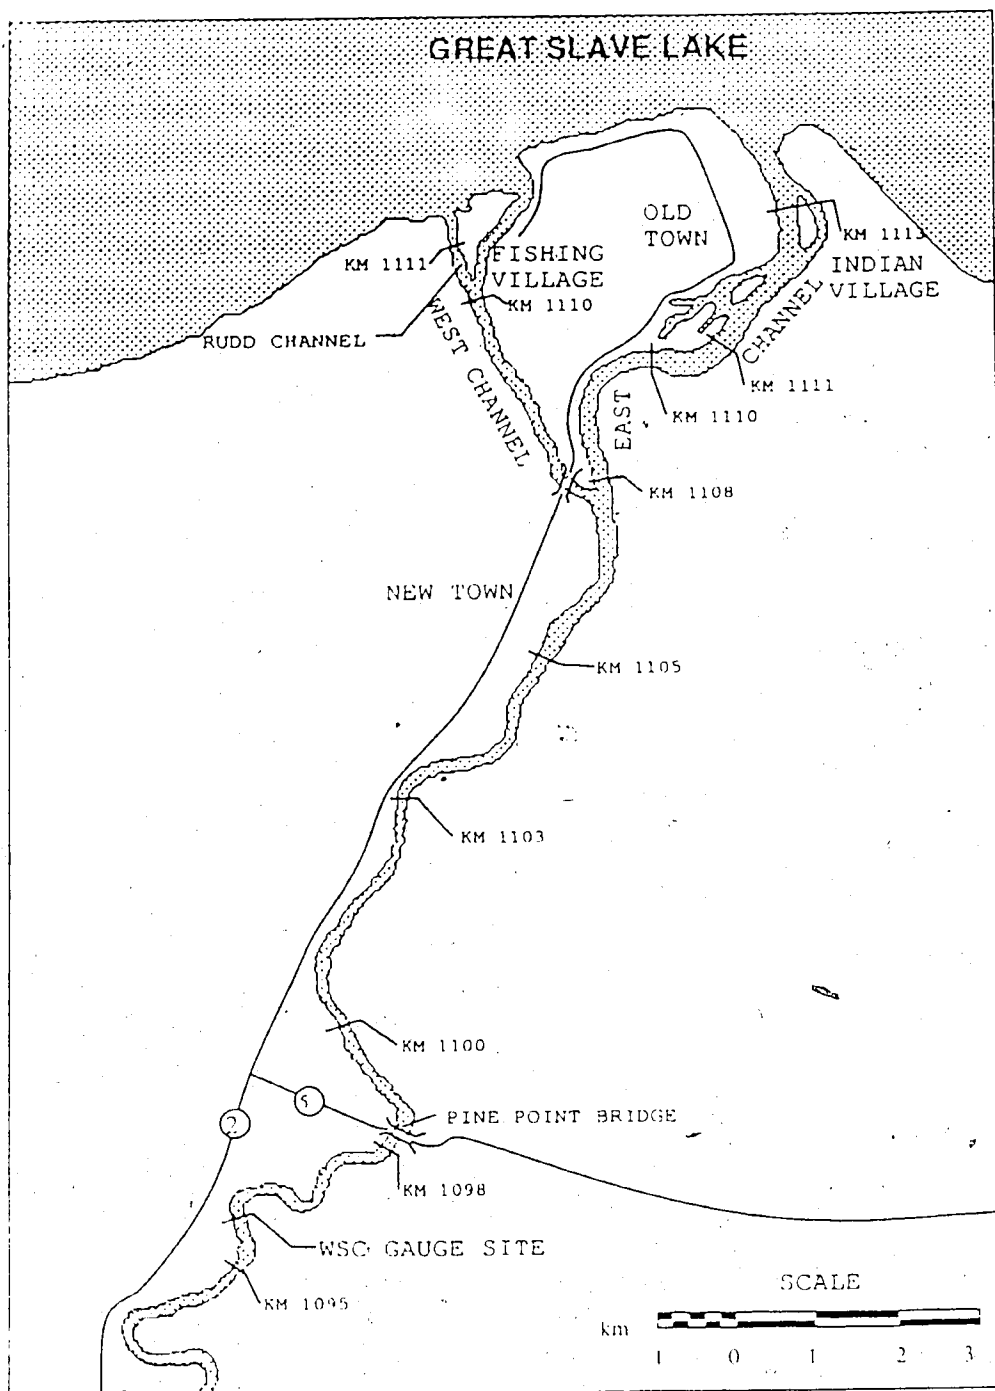 GREAT SLAVE LAKE
OLD
TOWN
KM 1113
FISHING
VILLAGE
KM 1111
INDIAN
VILLAGE
KM 1110
RUDD CHANNEL
WEST CHANNEL
EAST CHANNEL
KM 1111
KM 1110
KM 1108
NEW TOWN
KM 1105
KM 1103
KM 1100
5
2
PINE POINT BRIDGE
KM 1098
WSC GAUGE SITE
KM 1095
SCALE
km
1 0 1 2 3